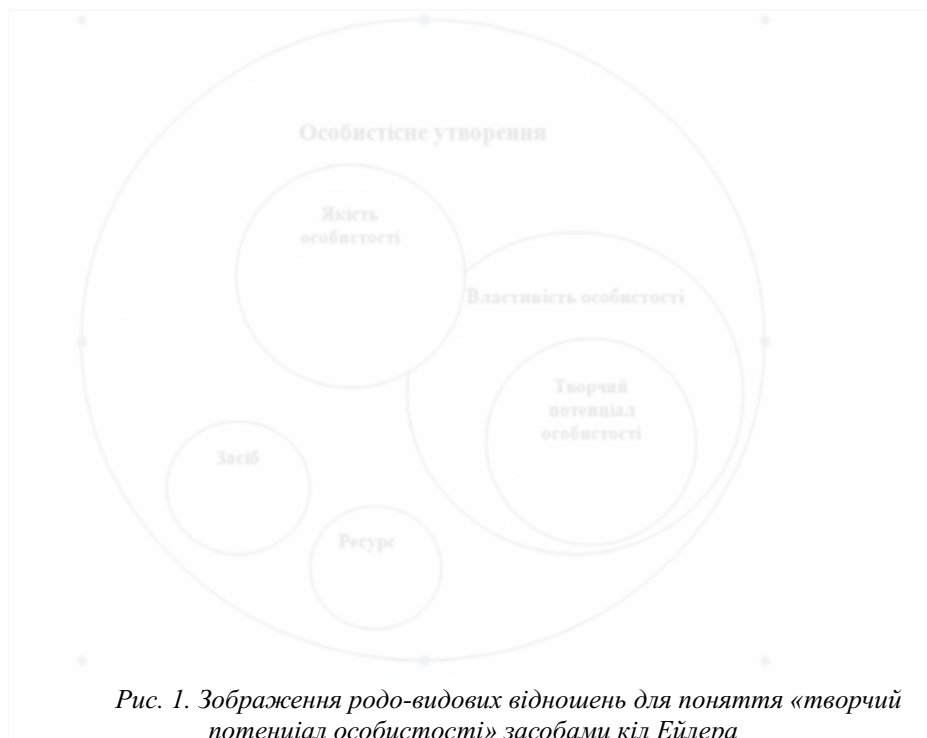 Особистісне утворення
Якість
особистості
Властивість особистості
Творчий
потенціал
особистості
Засіб
Ресурс
Рис. 1. Зображення родо-видових відношень для поняття «творчий
потенціал особистості» засобами кіл Ейлера